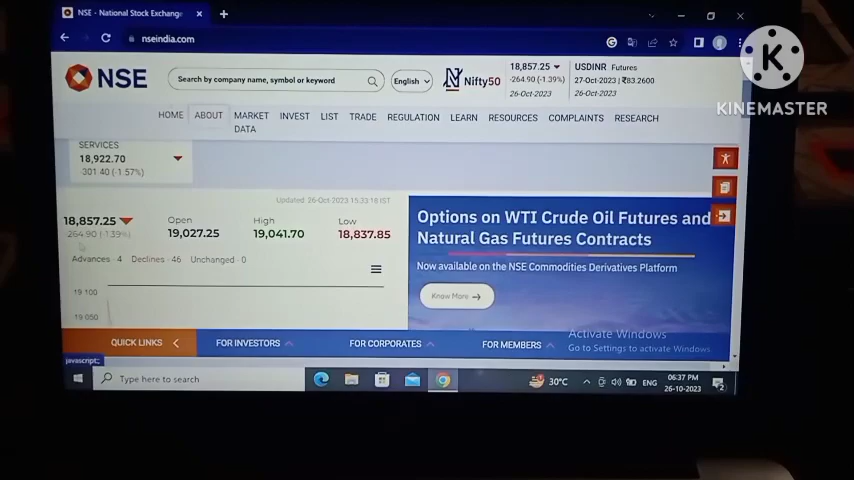 NSE - National Stock Exchange
nseindia.com
NSE
Search by company name, symbol or keyword
English
Nifty50
18,857.25
-264.90 (-1.39%)
26-Oct-2023
USDINR Futures
27-Oct-2023 | ₹83.2600
26-Oct-2023
K
KINEMASTER
HOME ABOUT MARKET DATA INVEST LIST TRADE REGULATION LEARN RESOURCES COMPLAINTS RESEARCH
SERVICES
18,922.70
-301.40 (-1.57%)
Updated: 26-Oct-2023 15:33:18 IST
18,857.25
-264.90 (-1.39%)
Open
19,027.25
High
19,041.70
Low
18,837.85
Advances - 4 Declines - 46 Unchanged - 0
19 100
19 050
Options on WTI Crude Oil Futures and
Natural Gas Futures Contracts
Now available on the NSE Commodities Derivatives Platform
Know More
Activate Windows
Go to Settings to activate Windows.
QUICK LINKS FOR INVESTORS FOR CORPORATES FOR MEMBERS
javascript:;
Type here to search
30°C
ENG
06:37 PM
26-10-2023
2